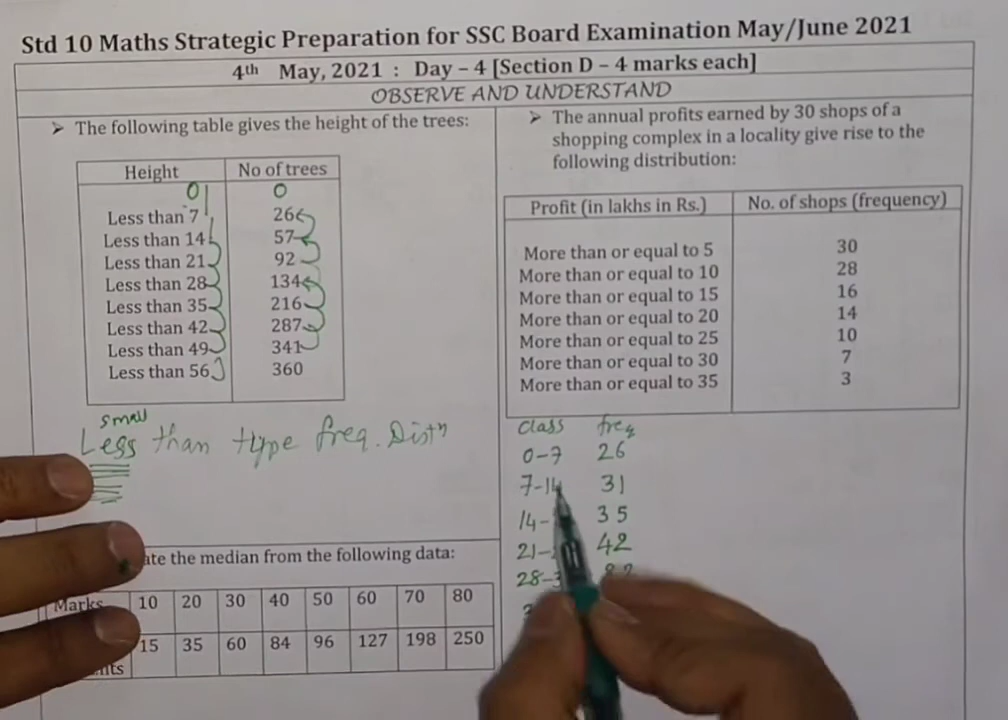 Std 10 Maths Strategic Preparation for SSC Board Examination May/June 2021
4th May, 2021 : Day – 4 [Section D – 4 marks each]
OBSERVE AND UNDERSTAND
➢ The following table gives the height of the trees:
Height No of trees
0 0
Less than 7 26
Less than 14 57
Less than 21 92
Less than 28 134
Less than 35 216
Less than 42 287
Less than 49 341
Less than 56 360
small
Less than type freq. Distn
➢ The annual profits earned by 30 shops of a
shopping complex in a locality give rise to the
following distribution:
Profit (in lakhs in Rs.) No. of shops (frequency)
More than or equal to 5 30
More than or equal to 10 28
More than or equal to 15 16
More than or equal to 20 14
More than or equal to 25 10
More than or equal to 30 7
More than or equal to 35 3
class freq
0-7 26
7-14 31
14- 35
21- 42
28-3
the median from the following data:
Marks 10 20 30 40 50 60 70 80
15 35 60 84 96 127 198 250